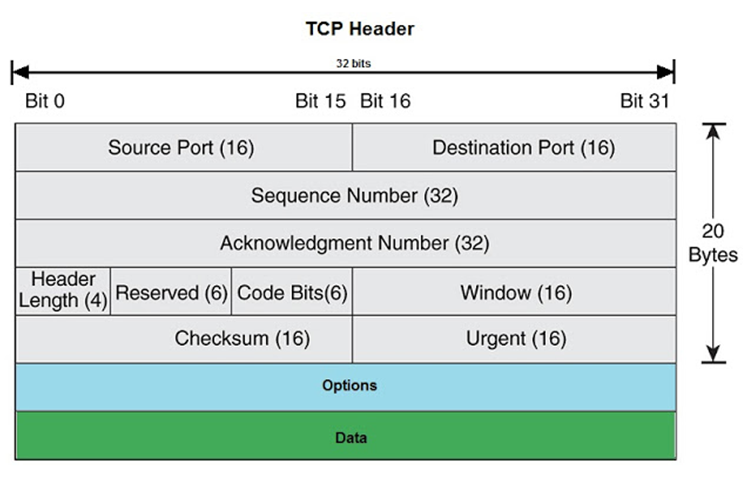 TCP Header
32 bits
Bit 0 Bit 15 Bit 16 Bit 31
Source Port (16) Destination Port (16)
Sequence Number (32)
Acknowledgment Number (32)
Header
Length (4) Reserved (6) Code Bits(6) Window (16)
Checksum (16) Urgent (16)
20
Bytes
Options
Data